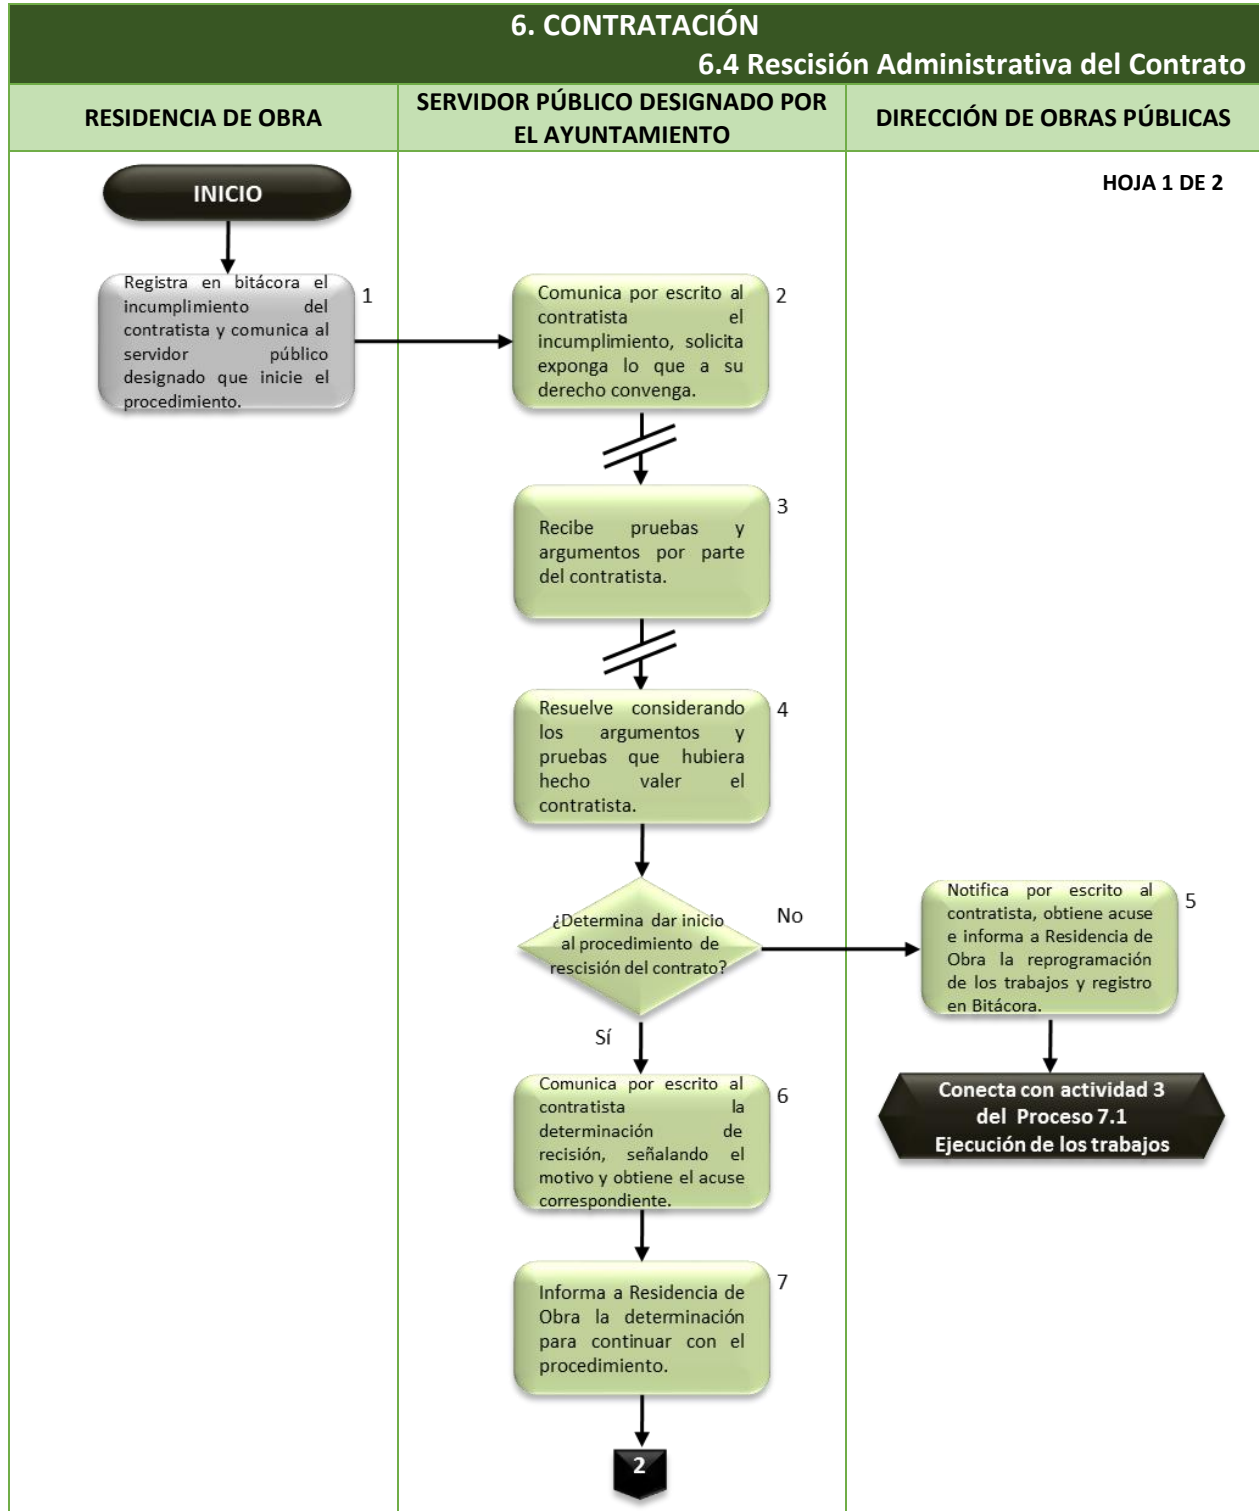 6. CONTRATACIÓN
6.4 Rescisión Administrativa del Contrato
RESIDENCIA DE OBRA
SERVIDOR PÚBLICO DESIGNADO POR
EL AYUNTAMIENTO
DIRECCIÓN DE OBRAS PÚBLICAS
HOJA 1 DE 2
INICIO
Registra en bitácora el
incumplimiento del
contratista y comunica al
servidor público
designado que inicie el
procedimiento.
1
Comunica por escrito al
contratista el
incumplimiento, solicita
exponga lo que a su
derecho convenga.
2
Recibe pruebas y
argumentos por parte
del contratista.
3
Resuelve considerando
los argumentos y
pruebas que hubiera
hecho valer el
contratista.
4
¿Determina dar inicio
al procedimiento de
rescisión del contrato?
No
Notifica por escrito al
contratista, obtiene acuse
e informa a Residencia de
Obra la reprogramación
de los trabajos y registro
en Bitácora.
5
Conecta con actividad 3
del Proceso 7.1
Ejecución de los trabajos
Sí
Comunica por escrito al
contratista la
determinación de
recisión, señalando el
motivo y obtiene el acuse
correspondiente.
6
Informa a Residencia de
Obra la determinación
para continuar con el
procedimiento.
7
2